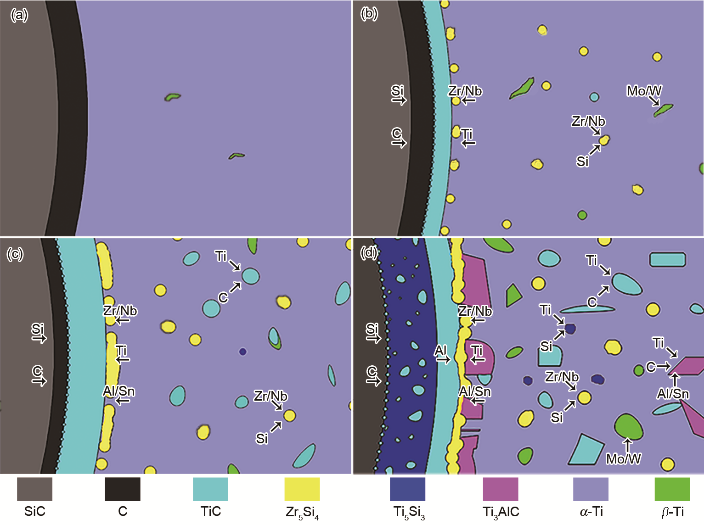 (a)
(b)
Si
Zr/Nb
Mo/W
Zr/Nb
C
Ti
Si
(c)
Ti
C
Si
Zr/Nb
Ti
C
Al/Sn
Zr/Nb
Si
(d)
Ti
C
Si
Zr/Nb
Ti
Si
Al
Ti
Ti
C
C
Zr/Nb
Al/Sn
Al/Sn
Si
Mo/W
SiC
C
TiC
Zr₅Si₄
Ti₅Si₃
Ti₃AlC
α-Ti
β-Ti